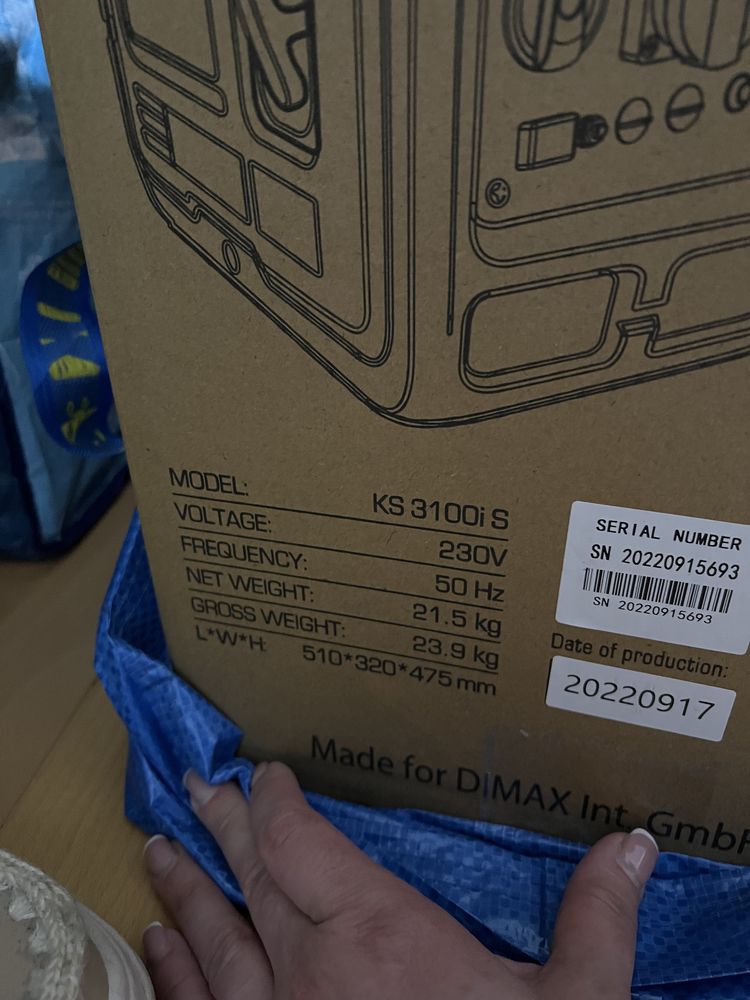 MODEL: KS 3100i S
VOLTAGE: 230V
FREQUENCY: 50 Hz
NET WEIGHT: 21.5 kg
GROSS WEIGHT: 23.9 kg
L*W*H: 510*320*475 mm
SERIAL NUMBER
SN 20220915693
SN 20220915693
Date of production:
20220917
Made for DIMAX Int. GmbH